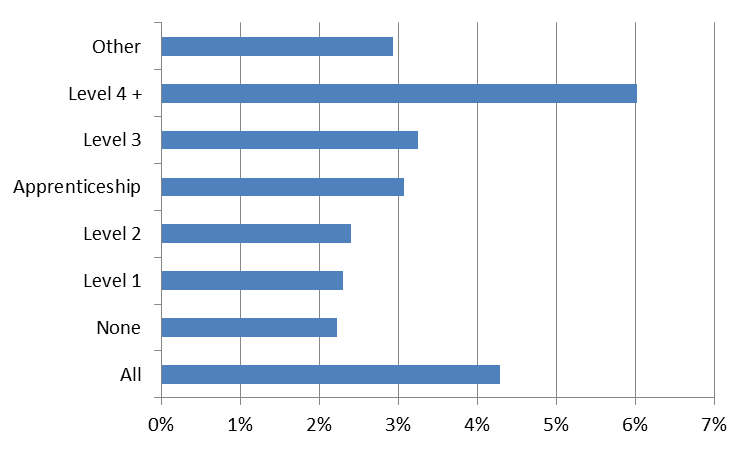 Other
Level 4 +
Level 3
Apprenticeship
Level 2
Level 1
None
All
0% 1% 2% 3% 4% 5% 6% 7%